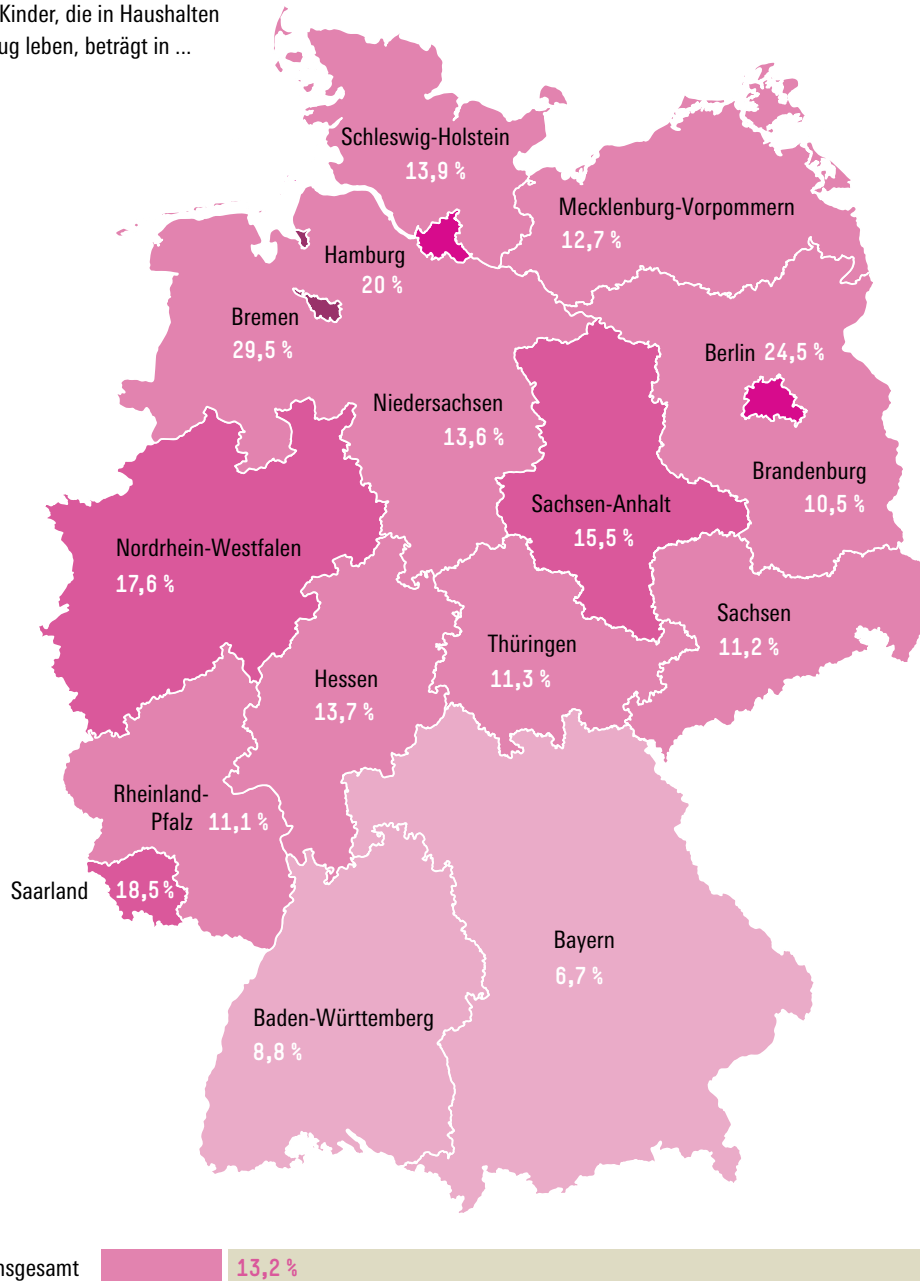 Kinder, die in Haushalten
ug leben, beträgt in ...
Schleswig-Holstein
13,9 %
Mecklenburg-Vorpommern
12,7 %
Hamburg
20 %
Bremen
29,5 %
Berlin 24,5 %
Niedersachsen
13,6 %
Brandenburg
10,5 %
Sachsen-Anhalt
15,5 %
Nordrhein-Westfalen
17,6 %
Sachsen
11,2 %
Thüringen
11,3 %
Hessen
13,7 %
Rheinland-
Pfalz 11,1 %
Saarland 18,5 %
Bayern
6,7 %
Baden-Württemberg
8,8 %
nsgesamt 13,2 %